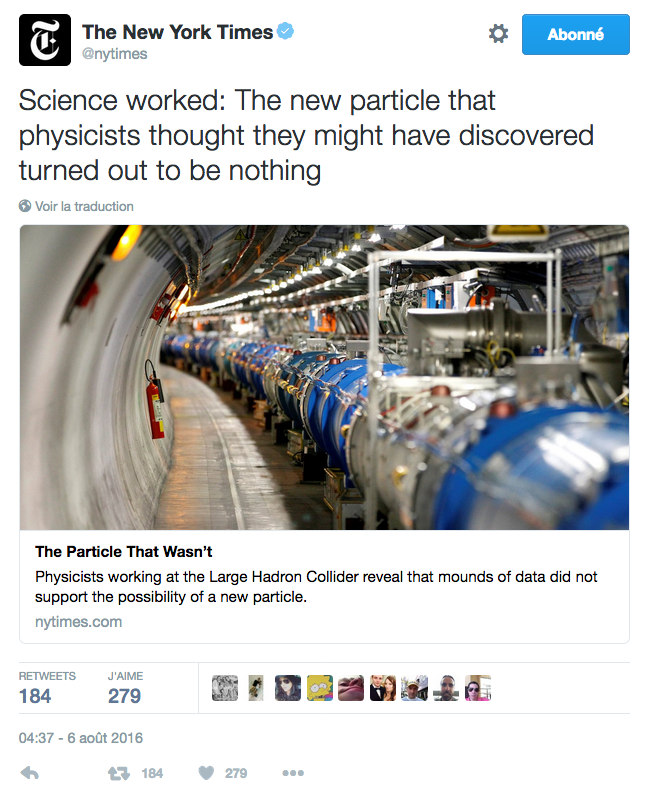 The New York Times
@nytimes
Abonné
Science worked: The new particle that
physicists thought they might have discovered
turned out to be nothing
Voir la traduction
The Particle That Wasn't
Physicists working at the Large Hadron Collider reveal that mounds of data did not
support the possibility of a new particle.
nytimes.com
RETWEETS J'AIME
184 279
04:37 - 6 août 2016
184 279